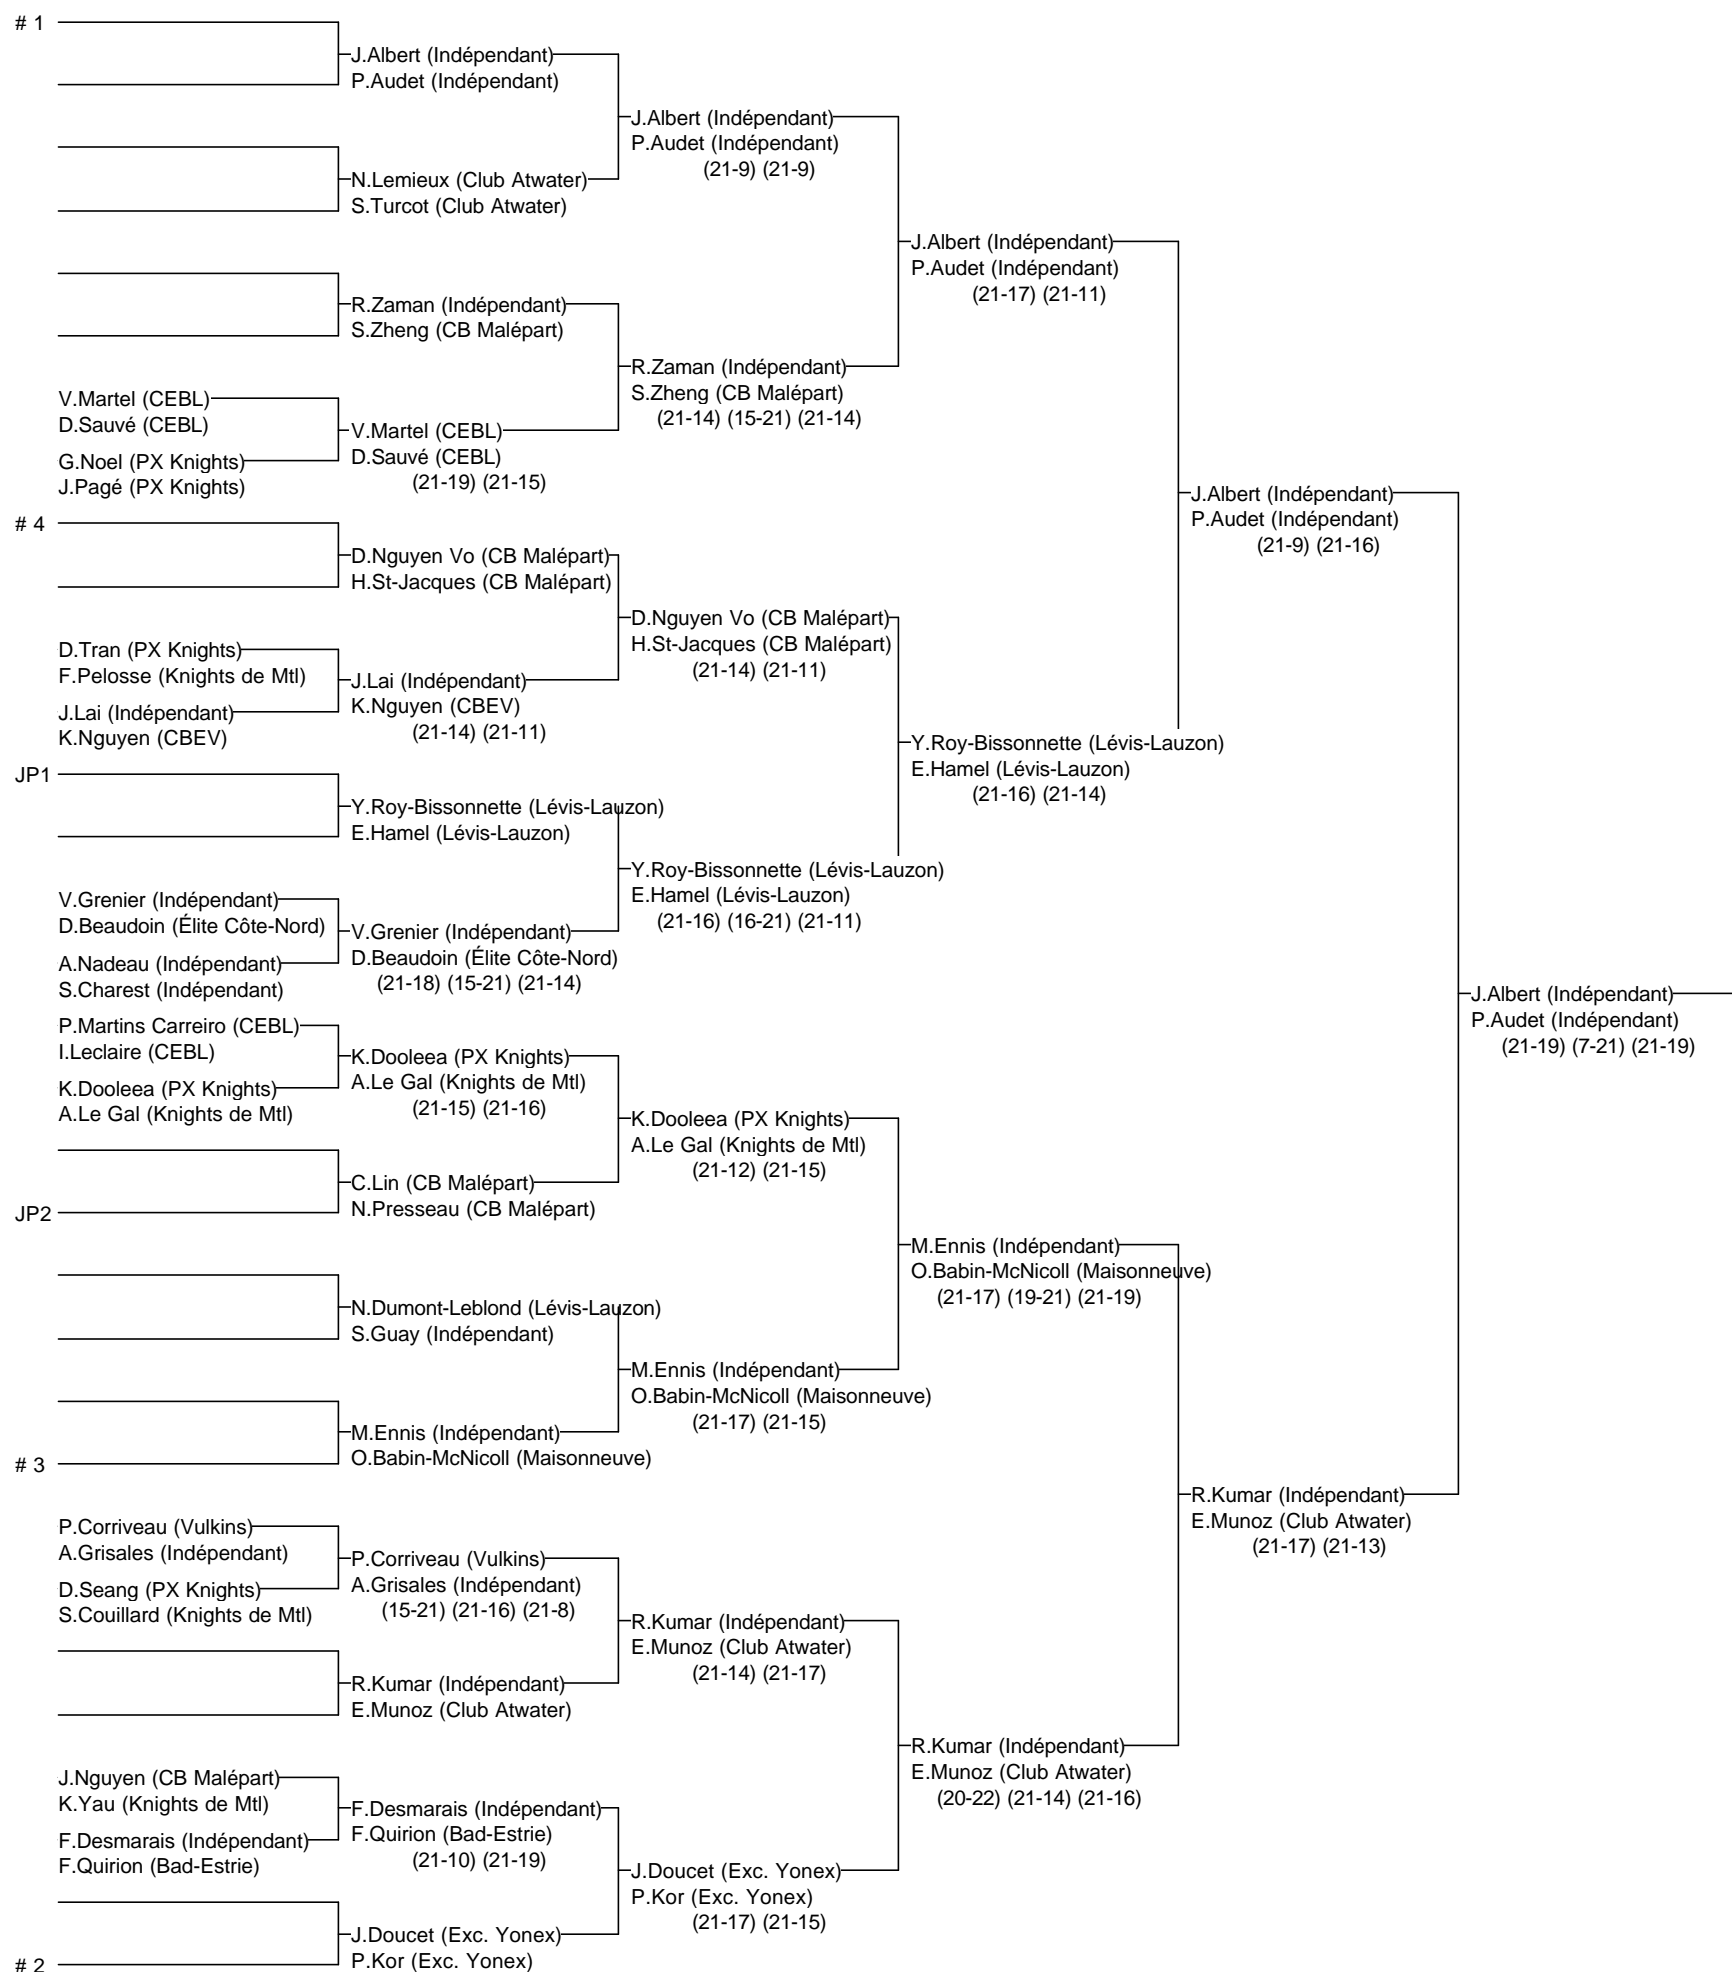 # 1
J.Albert (Indépendant)
P.Audet (Indépendant)
J.Albert (Indépendant)
P.Audet (Indépendant)
(21-9) (21-9)
N.Lemieux (Club Atwater)
S.Turcot (Club Atwater)
J.Albert (Indépendant)
P.Audet (Indépendant)
(21-17) (21-11)
R.Zaman (Indépendant)
S.Zheng (CB Malépart)
R.Zaman (Indépendant)
S.Zheng (CB Malépart)
(21-14) (15-21) (21-14)
V.Martel (CEBL)
D.Sauvé (CEBL)
V.Martel (CEBL)
D.Sauvé (CEBL)
(21-19) (21-15)
G.Noel (PX Knights)
J.Pagé (PX Knights)
J.Albert (Indépendant)
P.Audet (Indépendant)
(21-9) (21-16)
# 4
D.Nguyen Vo (CB Malépart)
H.St-Jacques (CB Malépart)
D.Nguyen Vo (CB Malépart)
H.St-Jacques (CB Malépart)
(21-14) (21-11)
D.Tran (PX Knights)
F.Pelosse (Knights de Mtl)
J.Lai (Indépendant)
K.Nguyen (CBEV)
(21-14) (21-11)
J.Lai (Indépendant)
K.Nguyen (CBEV)
Y.Roy-Bissonnette (Lévis-Lauzon)
E.Hamel (Lévis-Lauzon)
(21-16) (21-14)
JP1
Y.Roy-Bissonnette (Lévis-Lauzon)
E.Hamel (Lévis-Lauzon)
Y.Roy-Bissonnette (Lévis-Lauzon)
E.Hamel (Lévis-Lauzon)
(21-16) (16-21) (21-11)
V.Grenier (Indépendant)
D.Beaudoin (Élite Côte-Nord)
V.Grenier (Indépendant)
D.Beaudoin (Élite Côte-Nord)
(21-18) (15-21) (21-14)
A.Nadeau (Indépendant)
S.Charest (Indépendant)
J.Albert (Indépendant)
P.Audet (Indépendant)
(21-19) (7-21) (21-19)
P.Martins Carreiro (CEBL)
I.Leclaire (CEBL)
K.Dooleea (PX Knights)
A.Le Gal (Knights de Mtl)
(21-15) (21-16)
K.Dooleea (PX Knights)
A.Le Gal (Knights de Mtl)
K.Dooleea (PX Knights)
A.Le Gal (Knights de Mtl)
(21-12) (21-15)
C.Lin (CB Malépart)
N.Presseau (CB Malépart)
JP2
M.Ennis (Indépendant)
O.Babin-McNicoll (Maisonneuve)
(21-17) (19-21) (21-19)
N.Dumont-Leblond (Lévis-Lauzon)
S.Guay (Indépendant)
M.Ennis (Indépendant)
O.Babin-McNicoll (Maisonneuve)
(21-17) (21-15)
M.Ennis (Indépendant)
O.Babin-McNicoll (Maisonneuve)
# 3
R.Kumar (Indépendant)
E.Munoz (Club Atwater)
(21-17) (21-13)
P.Corriveau (Vulkins)
A.Grisales (Indépendant)
P.Corriveau (Vulkins)
A.Grisales (Indépendant)
(15-21) (21-16) (21-8)
D.Seang (PX Knights)
S.Couillard (Knights de Mtl)
R.Kumar (Indépendant)
E.Munoz (Club Atwater)
(21-14) (21-17)
R.Kumar (Indépendant)
E.Munoz (Club Atwater)
R.Kumar (Indépendant)
E.Munoz (Club Atwater)
(20-22) (21-14) (21-16)
J.Nguyen (CB Malépart)
K.Yau (Knights de Mtl)
F.Desmarais (Indépendant)
F.Quirion (Bad-Estrie)
(21-10) (21-19)
F.Desmarais (Indépendant)
F.Quirion (Bad-Estrie)
J.Doucet (Exc. Yonex)
P.Kor (Exc. Yonex)
(21-17) (21-15)
J.Doucet (Exc. Yonex)
P.Kor (Exc. Yonex)
# 2